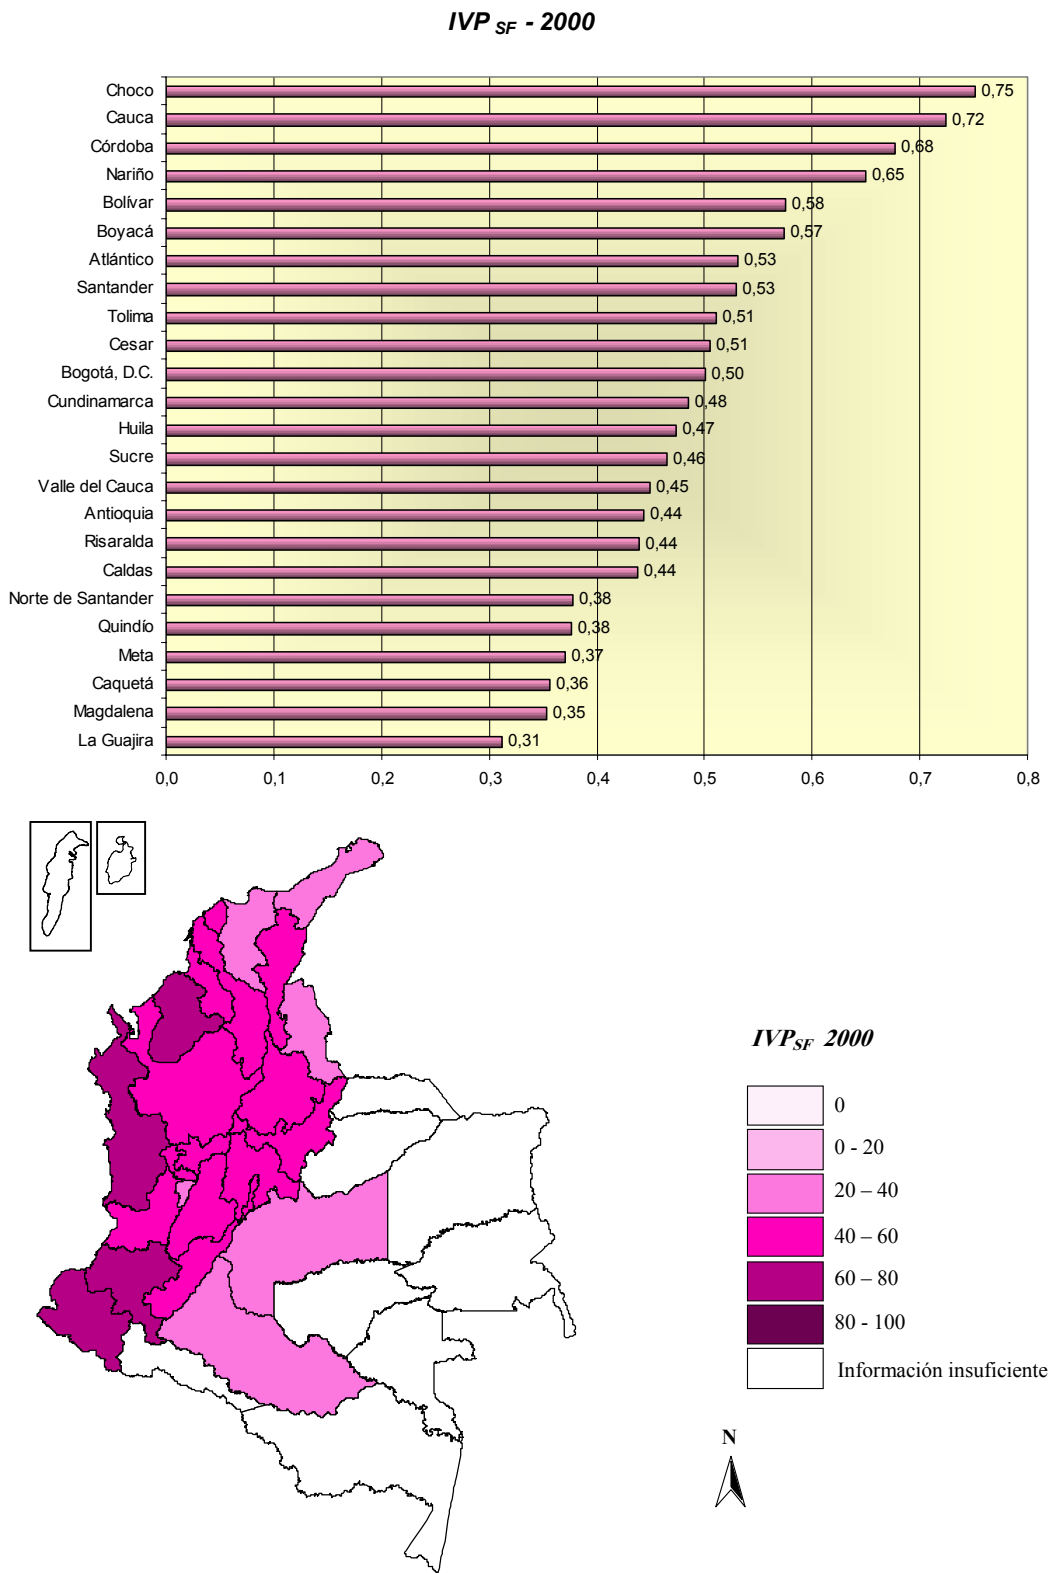 IVP SF - 2000
Choco 0,75
Cauca 0,72
Córdoba 0,68
Nariño 0,65
Bolívar 0,58
Boyacá 0,57
Atlántico 0,53
Santander 0,53
Tolima 0,51
Cesar 0,51
Bogotá, D.C. 0,50
Cundinamarca 0,48
Huila 0,47
Sucre 0,46
Valle del Cauca 0,45
Antioquia 0,44
Risaralda 0,44
Caldas 0,44
Norte de Santander 0,38
Quindío 0,38
Meta 0,37
Caquetá 0,36
Magdalena 0,35
La Guajira 0,31
0,0 0,1 0,2 0,3 0,4 0,5 0,6 0,7 0,8
IVPSF 2000
0
0 - 20
20 – 40
40 – 60
60 – 80
80 - 100
Información insuficiente
N